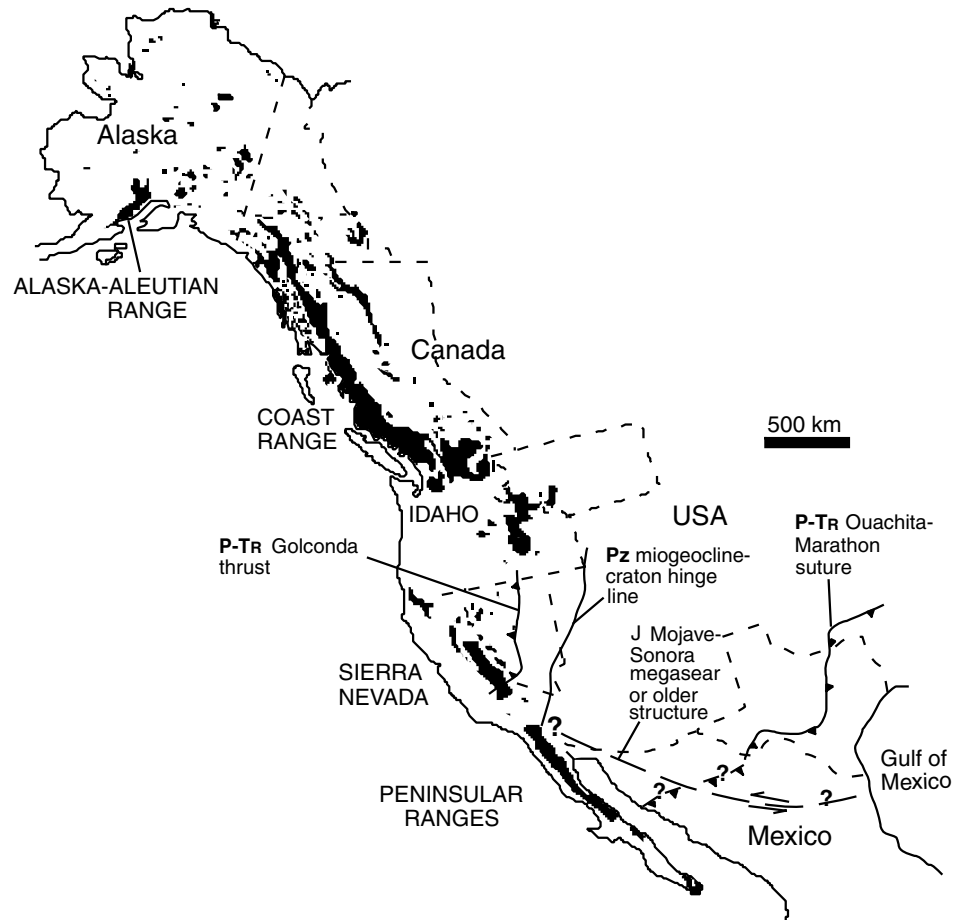 Alaska
ALASKA-ALEUTIAN
RANGE
Canada
COAST
RANGE
500 km
IDAHO
USA
P-TR Golconda
thrust
Pz miogeocline-
craton hinge
line
P-TR Ouachita-
Marathon
suture
J Mojave-
Sonora
megasear
or older
structure
SIERRA
NEVADA
?
?
?
?
Gulf of
Mexico
PENINSULAR
RANGES
Mexico